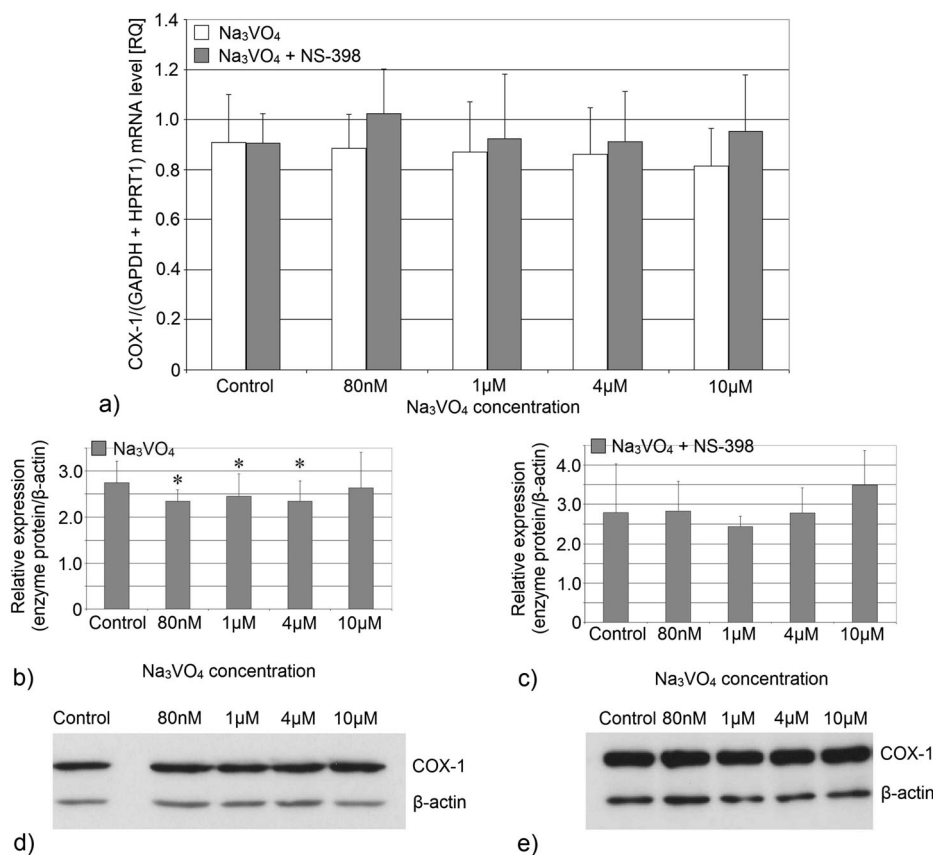 COX-1/(GAPDH + HPRT1) mRNA level [RQ]
1.4
1.2
1.0
0.8
0.6
0.4
0.2
0
Na₃VO₄
Na₃VO₄ + NS-398
Control 80nM 1µM 4µM 10µM
Na₃VO₄ concentration
a)
Relative expression
(enzyme protein/β-actin)
3.0
2.0
1.0
0
Na₃VO₄
* * *
Control 80nM 1µM 4µM 10µM
Na₃VO₄ concentration
b)
Relative expression
(enzyme protein/β-actin)
4.0
3.0
2.0
1.0
0
Na₃VO₄ + NS-398
Control 80nM 1µM 4µM 10µM
Na₃VO₄ concentration
c)
Control 80nM 1µM 4µM 10µM
COX-1
β-actin
d)
Control 80nM 1µM 4µM 10µM
COX-1
β-actin
e)